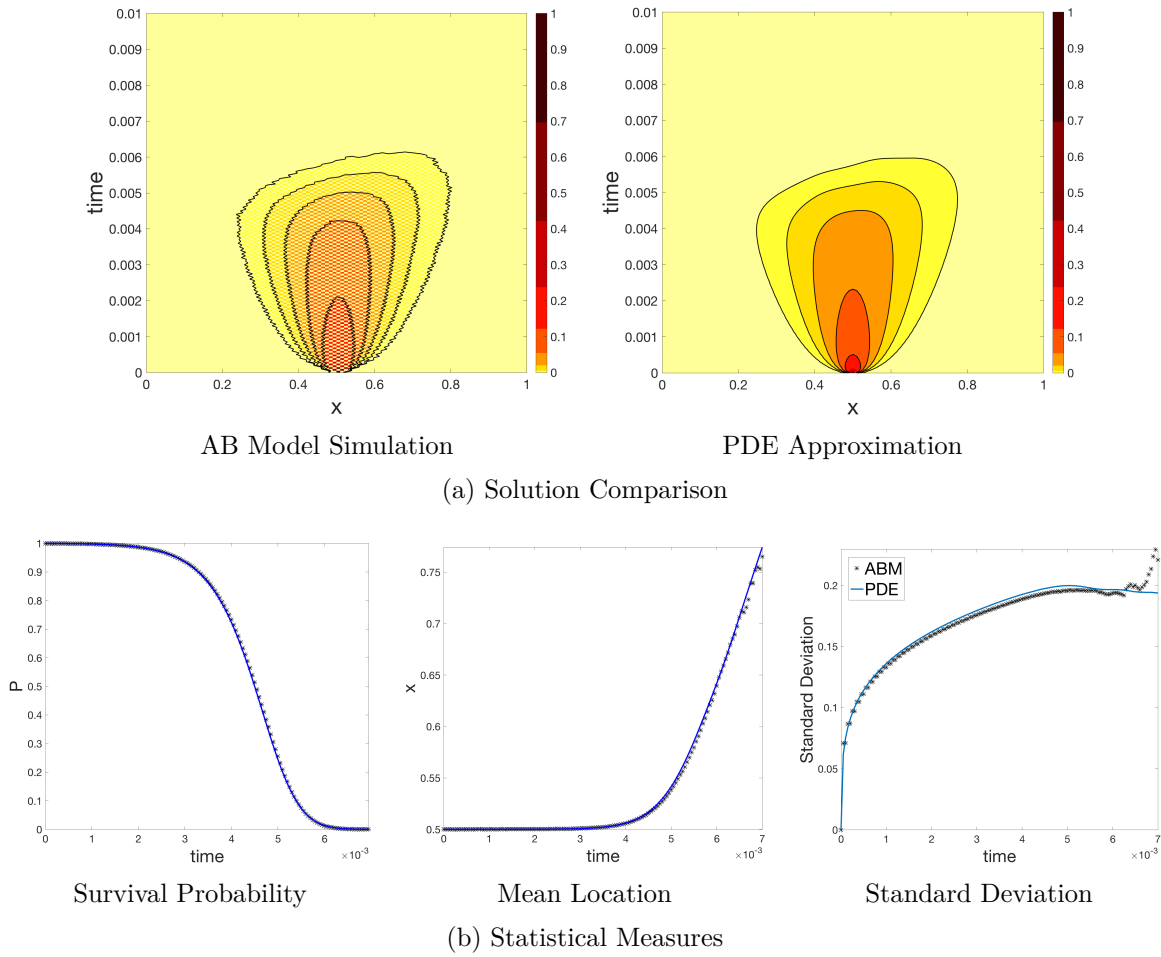 0.01
0.009
0.008
0.007
0.006
0.005
0.004
0.003
0.002
0.001
0
time
0 0.2 0.4 0.6 0.8 1
x
1
0.9
0.8
0.7
0.6
0.5
0.4
0.3
0.2
0.1
0
AB Model Simulation
0.01
0.009
0.008
0.007
0.006
0.005
0.004
0.003
0.002
0.001
0
time
0 0.2 0.4 0.6 0.8 1
x
1
0.9
0.8
0.7
0.6
0.5
0.4
0.3
0.2
0.1
0
PDE Approximation
(a) Solution Comparison
1
0.9
0.8
0.7
0.6
0.5
0.4
0.3
0.2
0.1
0
P
0 1 2 3 4 5 6 7
time
×10⁻³
Survival Probability
0.75
0.7
0.65
0.6
0.55
0.5
x
0 1 2 3 4 5 6 7
time
×10⁻³
Mean Location
ABM
PDE
0.2
0.15
0.1
0.05
0
Standard Deviation
0 1 2 3 4 5 6 7
time
×10⁻³
Standard Deviation
(b) Statistical Measures